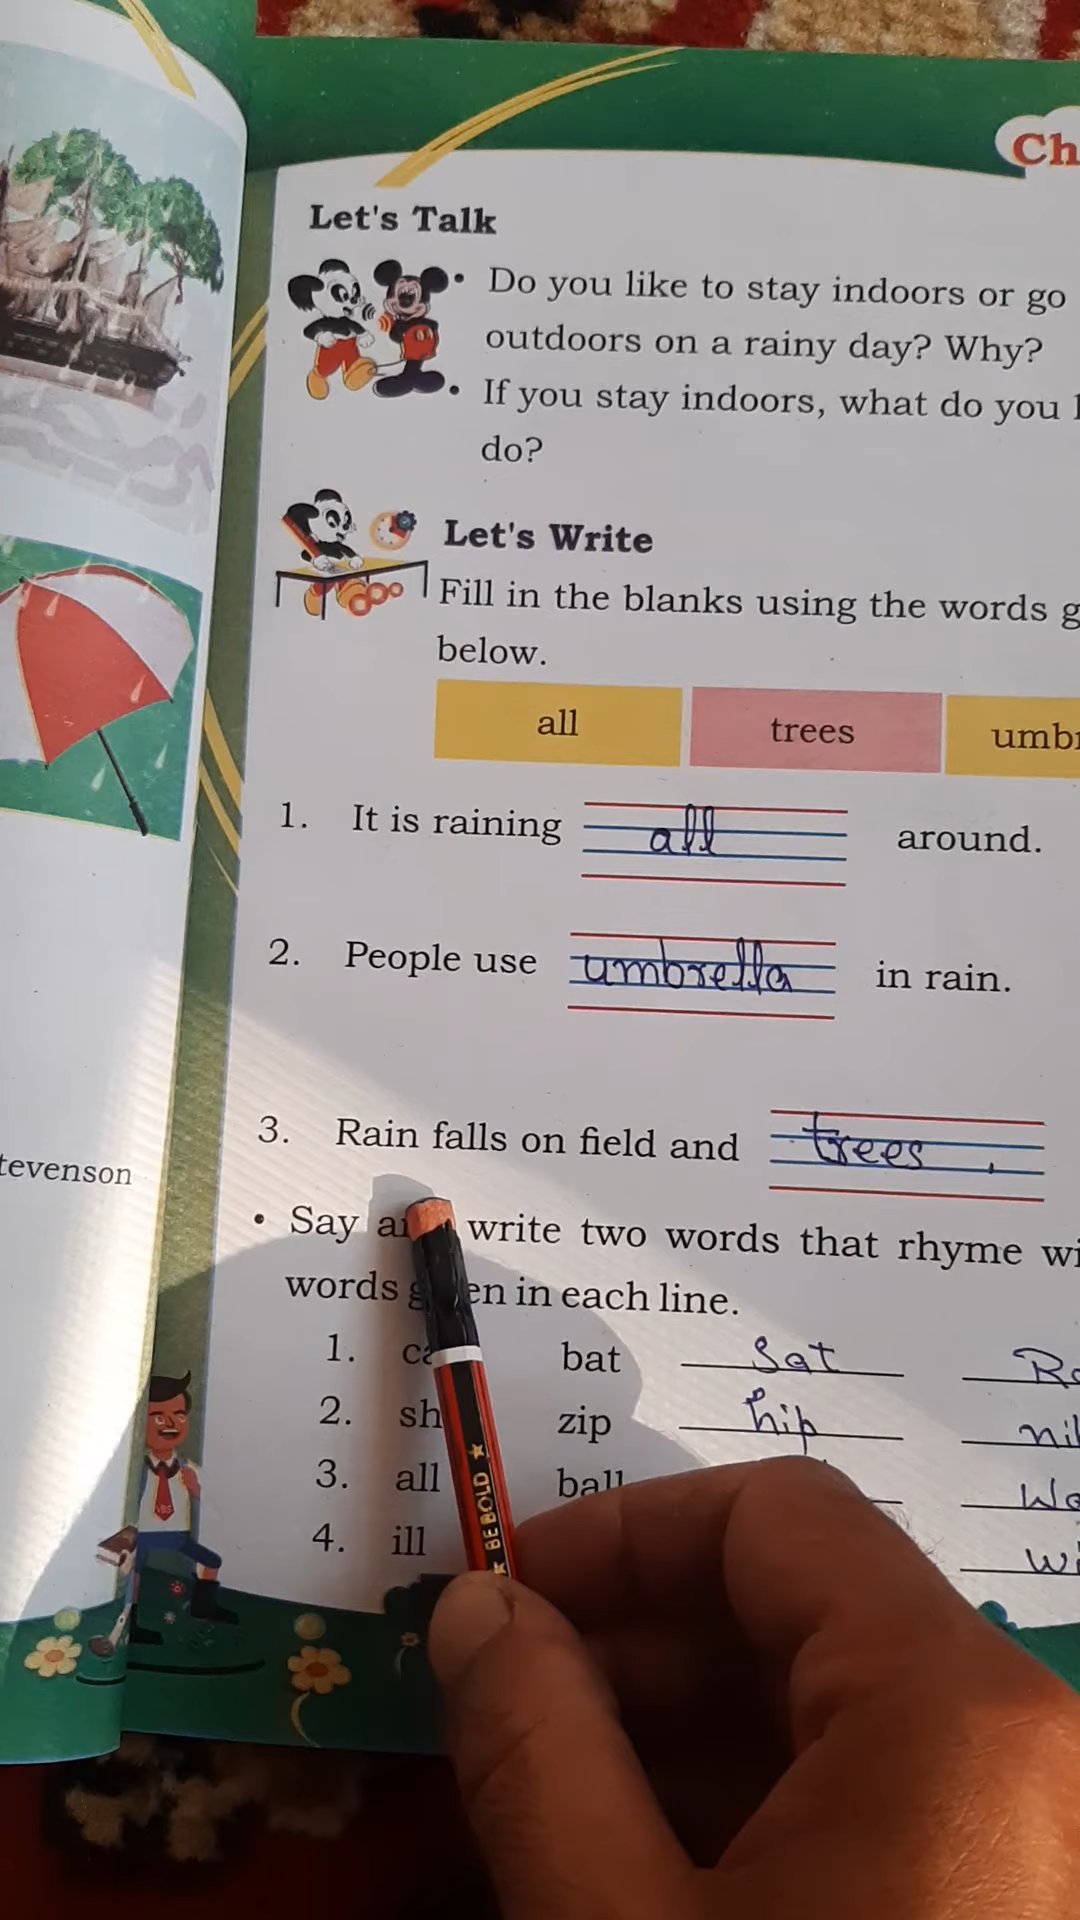 Ch
Let's Talk
• Do you like to stay indoors or go
outdoors on a rainy day? Why?
• If you stay indoors, what do you
do?
Let's Write
Fill in the blanks using the words
below.
all trees
1. It is raining all around.
2. People use umbrella in rain.
3. Rain falls on field and trees .
tevenson
• Say write two words that rhyme
words in each line.
1. bat Sat
2. zip hip
3. all ball
4. ill
★ BE BOLD ★